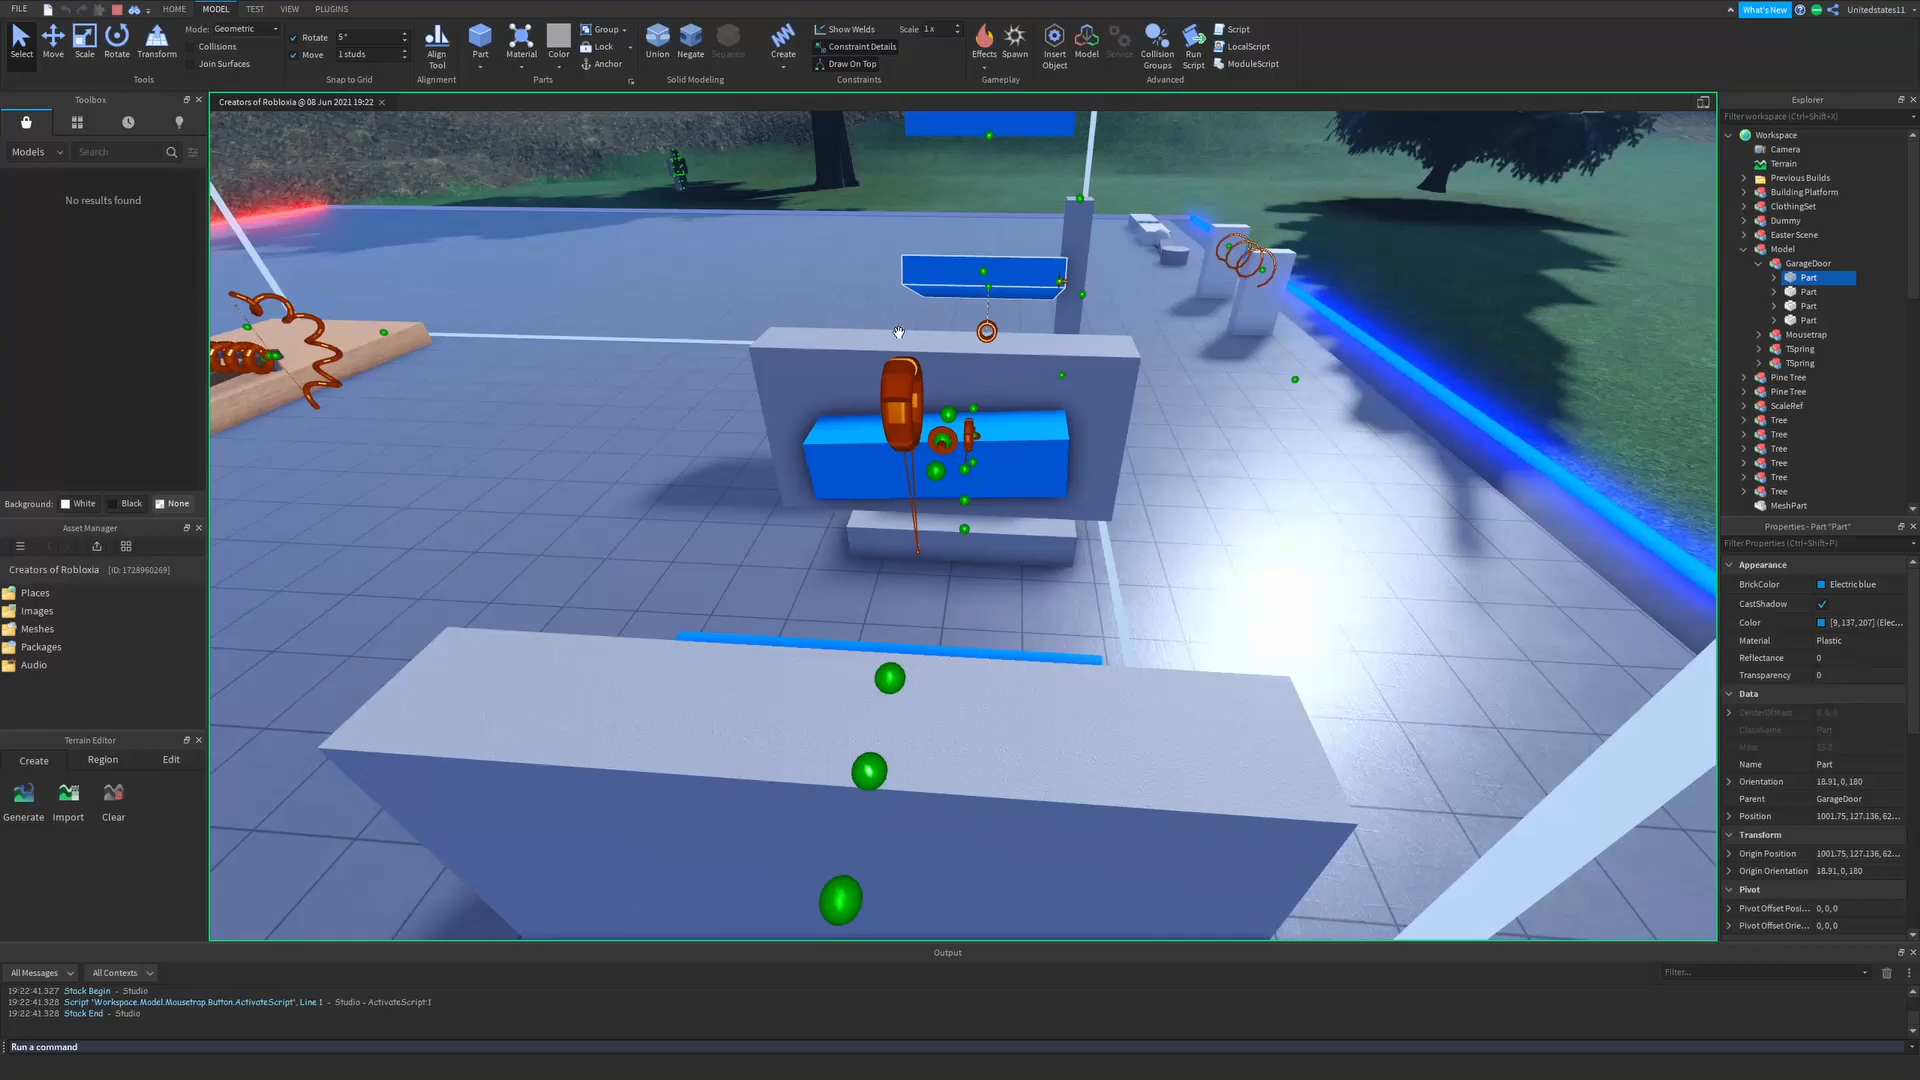 FILE HOME MODEL TEST VIEW PLUGINS What's New Unitedstates11
Select Move Scale Rotate Transform
Mode: Geometric
Collisions
Join Surfaces
Tools
Rotate 5°
Move 1 studs
Snap to Grid
Align Tool
Alignment
Part Material Color
Group
Lock
Anchor
Parts
Union Negate Separate
Solid Modeling
Create
Show Welds Scale 1 x
Constraint Details
Draw On Top
Constraints
Effects Spawn
Gameplay
Insert Object Model Service Collision Groups Run Script
Script
LocalScript
ModuleScript
Advanced
Toolbox
Models Search
No results found
Background: White Black None
Asset Manager
Creators of Robloxia [ID: 1728960269]
Places
Images
Meshes
Packages
Audio
Terrain Editor
Create Region Edit
Generate Import Clear
Creators of Robloxia @ 08 Jun 2021 19:22
Explorer
Filter workspace (Ctrl+Shift+X)
Workspace
Camera
Terrain
Previous Builds
Building Platform
ClothingSet
Dummy
Easter Scene
Model
GarageDoor
Part
Part
Part
Part
Mousetrap
TSpring
TSpring
Pine Tree
Pine Tree
ScaleRef
Tree
Tree
Tree
Tree
Tree
Tree
MeshPart
Properties - Part "Part"
Filter Properties (Ctrl+Shift+P)
Appearance
BrickColor Electric blue
CastShadow
Color [9, 137, 207] (Elec...
Material Plastic
Reflectance 0
Transparency 0
Data
CenterOfMass 0, 0, 0
ClassName Part
Mass
Name Part
Orientation 18.91, 0, 180
Parent GarageDoor
Position 1001.75, 127.136, 62...
Transform
Origin Position 1001.75, 127.136, 62...
Origin Orientation 18.91, 0, 180
Pivot
Pivot Offset Posi... 0, 0, 0
Pivot Offset Orie... 0, 0, 0
Output
All Messages All Contexts Filter...
19:22:41.327 Stack Begin - Studio
19:22:41.328 Script 'Workspace.Model.Mousetrap.Button.ActivateScript', Line 1 - Studio - ActivateScript:1
19:22:41.328 Stack End - Studio
Run a command